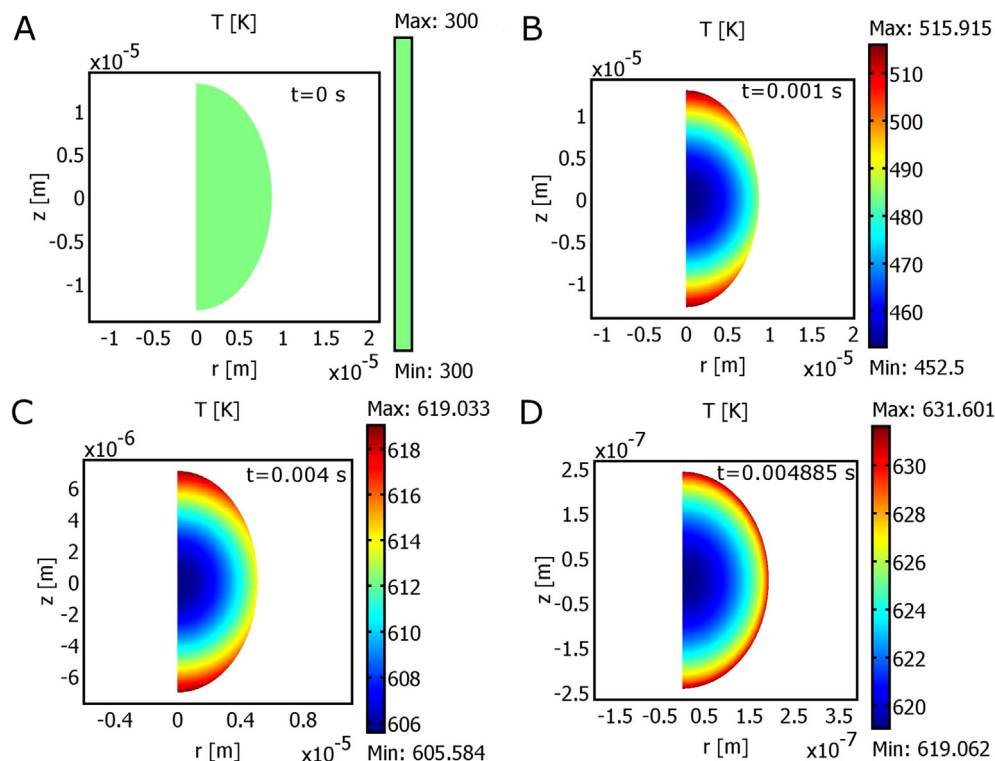 A
T [K]
Max: 300
x10⁻⁵
t=0 s
1
0.5
0
-0.5
-1
z [m]
-1
0
0.5
1
1.5
2
r [m]
x10⁻⁵
Min: 300
B
T [K]
Max: 515.915
x10⁻⁵
t=0.001 s
1
0.5
0
-0.5
-1
z [m]
510
500
490
480
470
460
-1
0
0.5
1
1.5
2
r [m]
x10⁻⁵
Min: 452.5
C
T [K]
Max: 619.033
x10⁻⁶
t=0.004 s
6
4
2
0
-2
-4
-6
z [m]
618
616
614
612
610
608
606
-0.4
0
0.4
0.8
r [m]
x10⁻⁵
Min: 605.584
D
T [K]
Max: 631.601
x10⁻⁷
t=0.004885 s
2.5
1.5
0.5
-0.5
-1.5
-2.5
z [m]
630
628
626
624
622
620
-1.5
-0.5
0.5
1.5
2.5
3.5
r [m]
x10⁻⁷
Min: 619.062